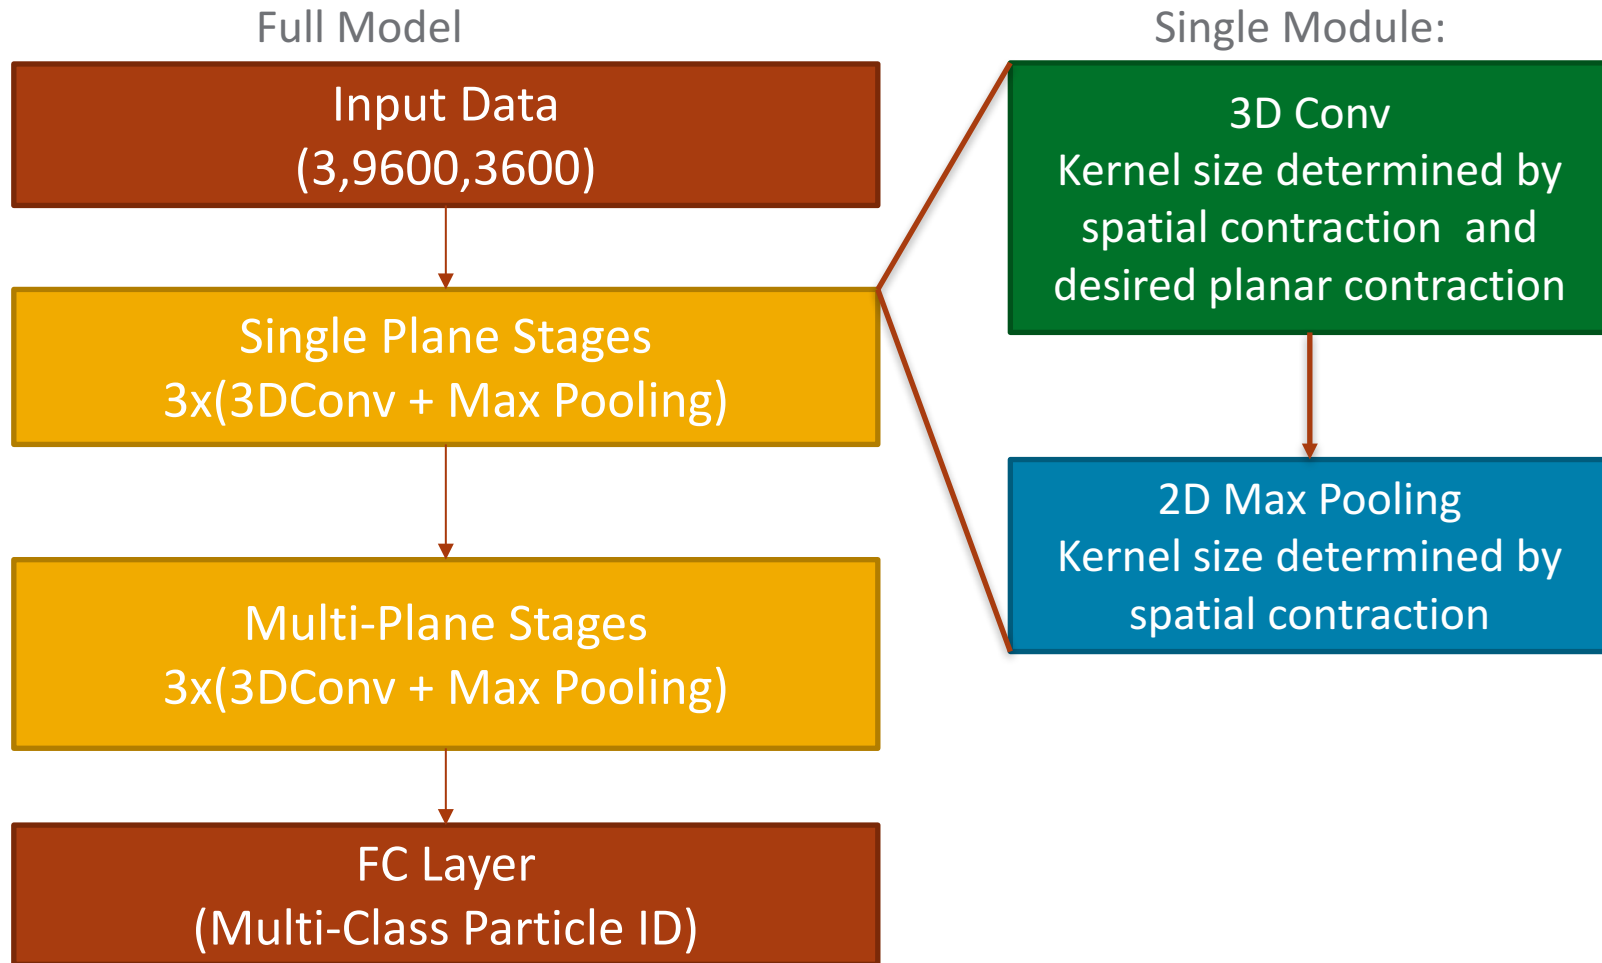 Full Model
Input Data
(3,9600,3600)
Single Plane Stages
3x(3DConv + Max Pooling)
Multi-Plane Stages
3x(3DConv + Max Pooling)
FC Layer
(Multi-Class Particle ID)
Single Module:
3D Conv
Kernel size determined by
spatial contraction  and
desired planar contraction
2D Max Pooling
Kernel size determined by
spatial contraction